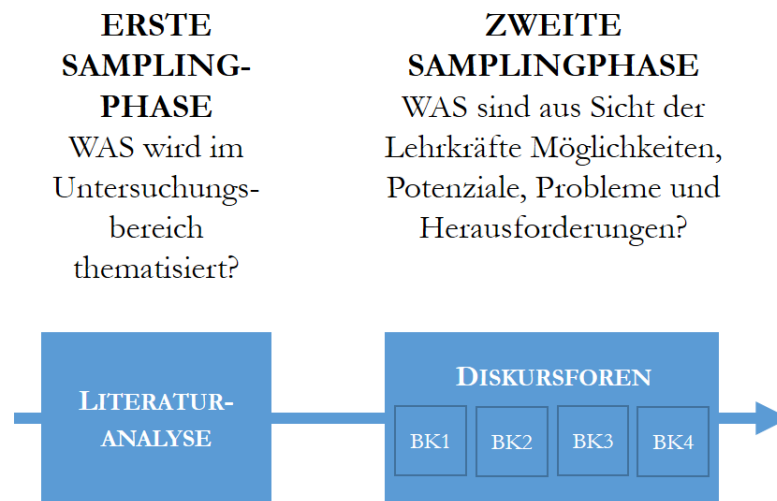 ERSTE
SAMPLING-
PHASE
WAS wird im
Untersuchungs-
bereich
thematisiert?
ZWEITE
SAMPLINGPHASE
WAS sind aus Sicht der
Lehrkräfte Möglichkeiten,
Potenziale, Probleme und
Herausforderungen?
LITERATUR-
ANALYSE
DISKURSFOREN
BK1
BK2
BK3
BK4